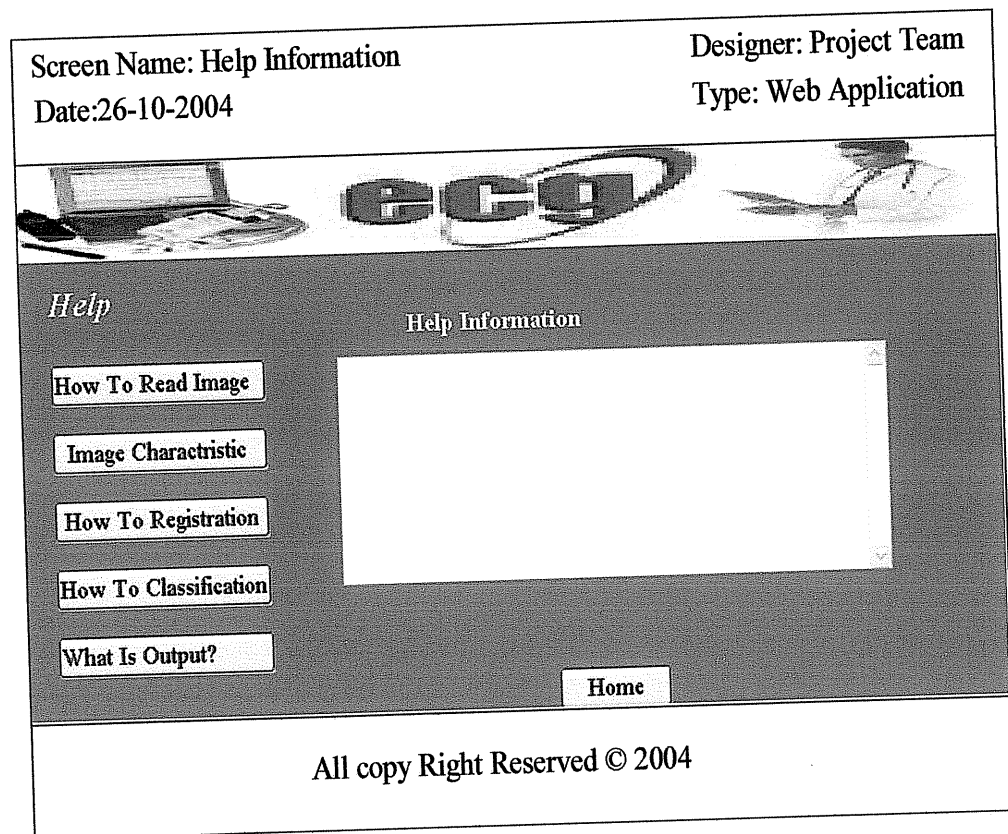 Screen Name: Help Information
Designer: Project Team
Date:26-10-2004
Type: Web Application
ecg
Help
Help Information
How To Read Image
Image Charactristic
How To Registration
How To Classification
What Is Output?
Home
All copy Right Reserved © 2004